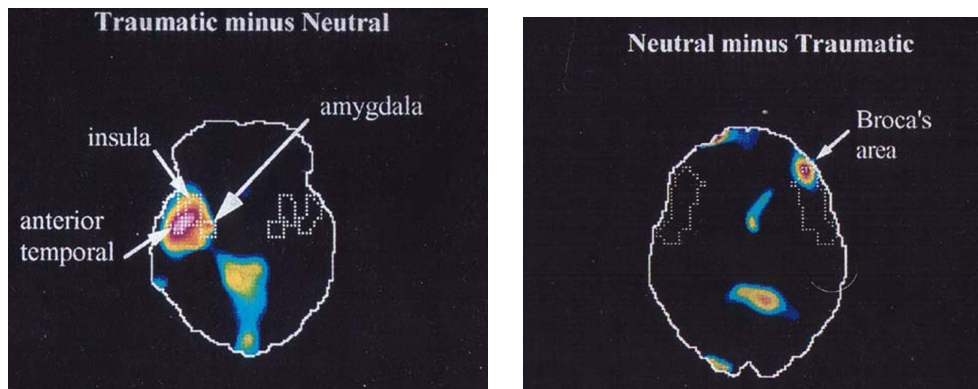 Traumatic minus Neutral
amygdala
insula
anterior
temporal
Neutral minus Traumatic
Broca's
area